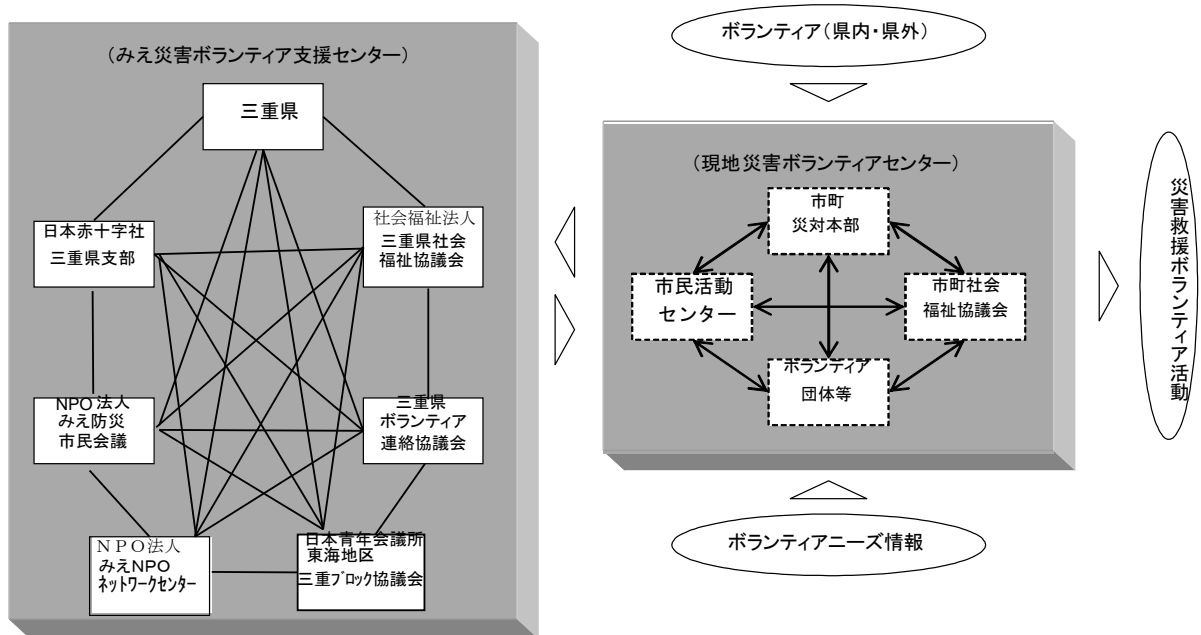 (みえ災害ボランティア支援センター)
三重県
日本赤十字社
三重県支部
社会福祉法人
三重県社会
福祉協議会
NPO法人
みえ防災
市民会議
三重県
ボランティア
連絡協議会
NPO法人
みえNPO
ネットワークセンター
日本青年会議所
東海地区
三重ブロック協議会
ボランティア(県内・県外)
(現地災害ボランティアセンター)
市町
災対本部
市民活動
センター
市町社会
福祉協議会
ボランティア
団体等
ボランティアニーズ情報
災害救援ボランティア活動